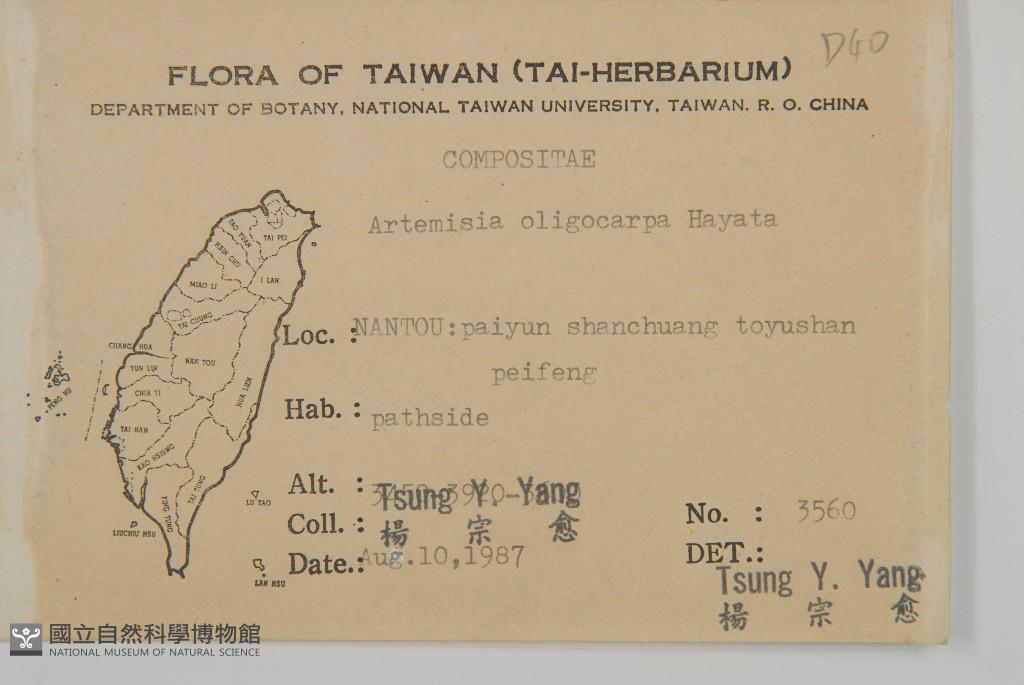 D40
FLORA OF TAIWAN (TAI-HERBARIUM)
DEPARTMENT OF BOTANY, NATIONAL TAIWAN UNIVERSITY, TAIWAN. R. O. CHINA
COMPOSITAE
Artemisia oligocarpa Hayata
TAI PEI
TAO YUAN
HSIN CHU
I LAN
MIAO LI
TAI CHUNG
Loc. :NANTOU:paiyun shanchuang toyushan
peifeng
CHANG HUA
NAN TOU
YUN LIN
CHIA YI
HUA LIEN
PENG HU
Hab. : pathside
TAI NAN
KAO HSIUNG
TAI TUNG
PING TUNG
LU TAO
LIUCHIU HSU
LAN HSU
Alt. :
Tsung Y. Yang
Coll. : 楊 宗 愈
No. : 3560
Date.: Aug.10,1987
DET.:
Tsung Y. Yang
楊 宗 愈
國立自然科學博物館
NATIONAL MUSEUM OF NATURAL SCIENCE